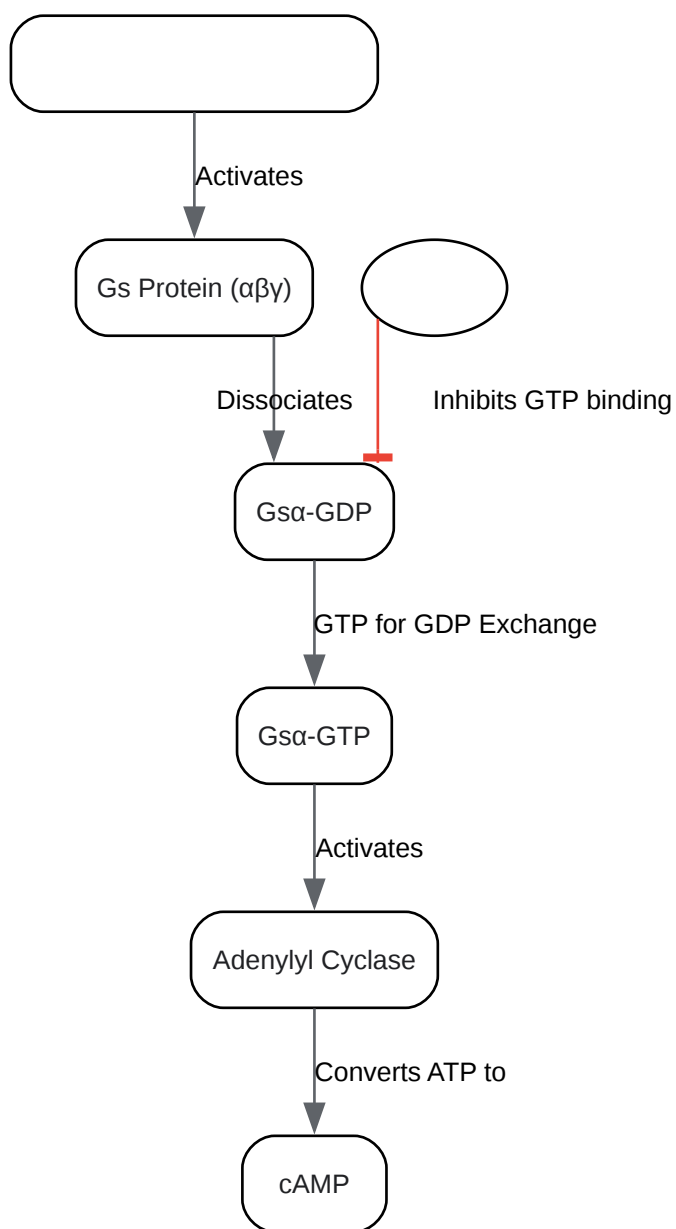 Activates
Gs Protein (αβγ)
Dissociates
Inhibits GTP binding
Gsα-GDP
GTP for GDP Exchange
Gsα-GTP
Activates
Adenylyl Cyclase
Converts ATP to
cAMP